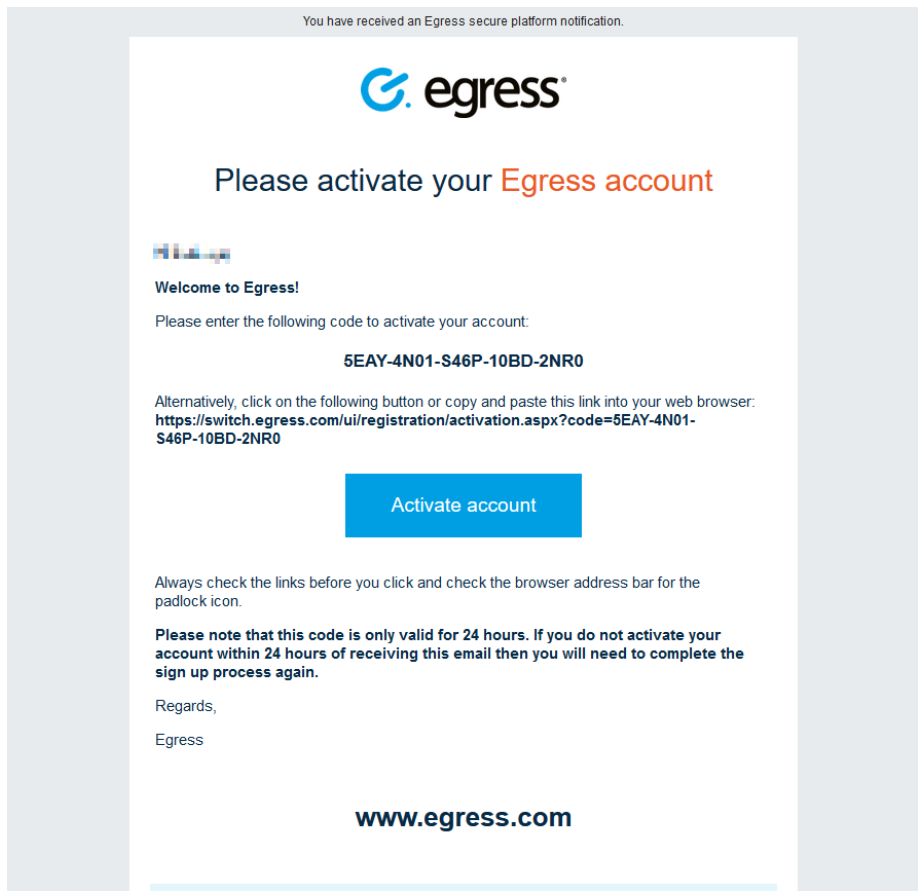 You have received an Egress secure platform notification.
egress®
Please activate your Egress account
Welcome to Egress!
Please enter the following code to activate your account:
5EAY-4N01-S46P-10BD-2NR0
Alternatively, click on the following button or copy and paste this link into your web browser:
https://switch.egress.com/ui/registration/activation.aspx?code=5EAY-4N01-
S46P-10BD-2NR0
Activate account
Always check the links before you click and check the browser address bar for the
padlock icon.
Please note that this code is only valid for 24 hours. If you do not activate your
account within 24 hours of receiving this email then you will need to complete the
sign up process again.
Regards,
Egress
www.egress.com